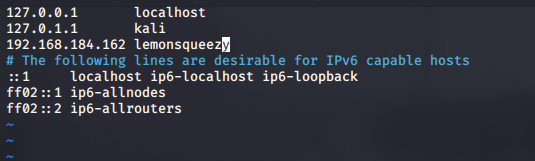 127.0.0.1       localhost
127.0.1.1       kali
192.168.184.162 lemonsqueezy
# The following lines are desirable for IPv6 capable hosts
::1     localhost ip6-localhost ip6-loopback
ff02::1 ip6-allnodes
ff02::2 ip6-allrouters
~
~
~